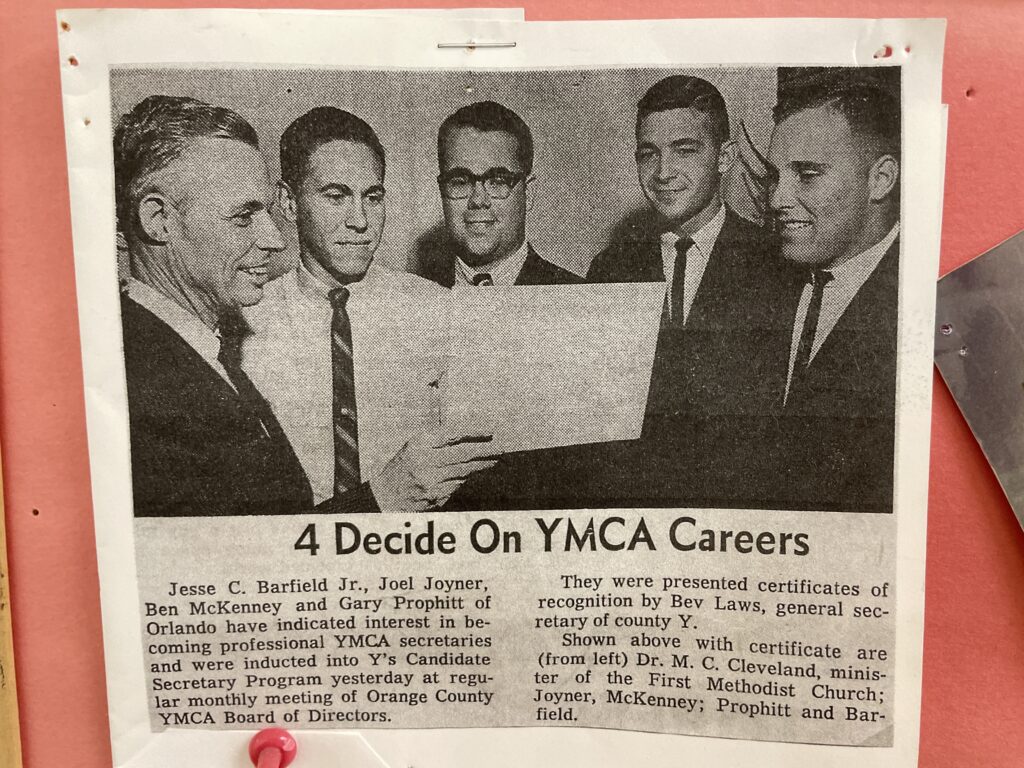 4 Decide On YMCA Careers
Jesse C. Barfield Jr., Joel Joyner,
Ben McKenney and Gary Prophitt of
Orlando have indicated interest in be-
coming professional YMCA secretaries
and were inducted into Y's Candidate
Secretary Program yesterday at regu-
lar monthly meeting of Orange County
YMCA Board of Directors.
They were presented certificates of
recognition by Bev Laws, general sec-
retary of county Y.
Shown above with certificate are
(from left) Dr. M. C. Cleveland, minis-
ter of the First Methodist Church;
Joyner, McKenney; Prophitt and Bar-
field.